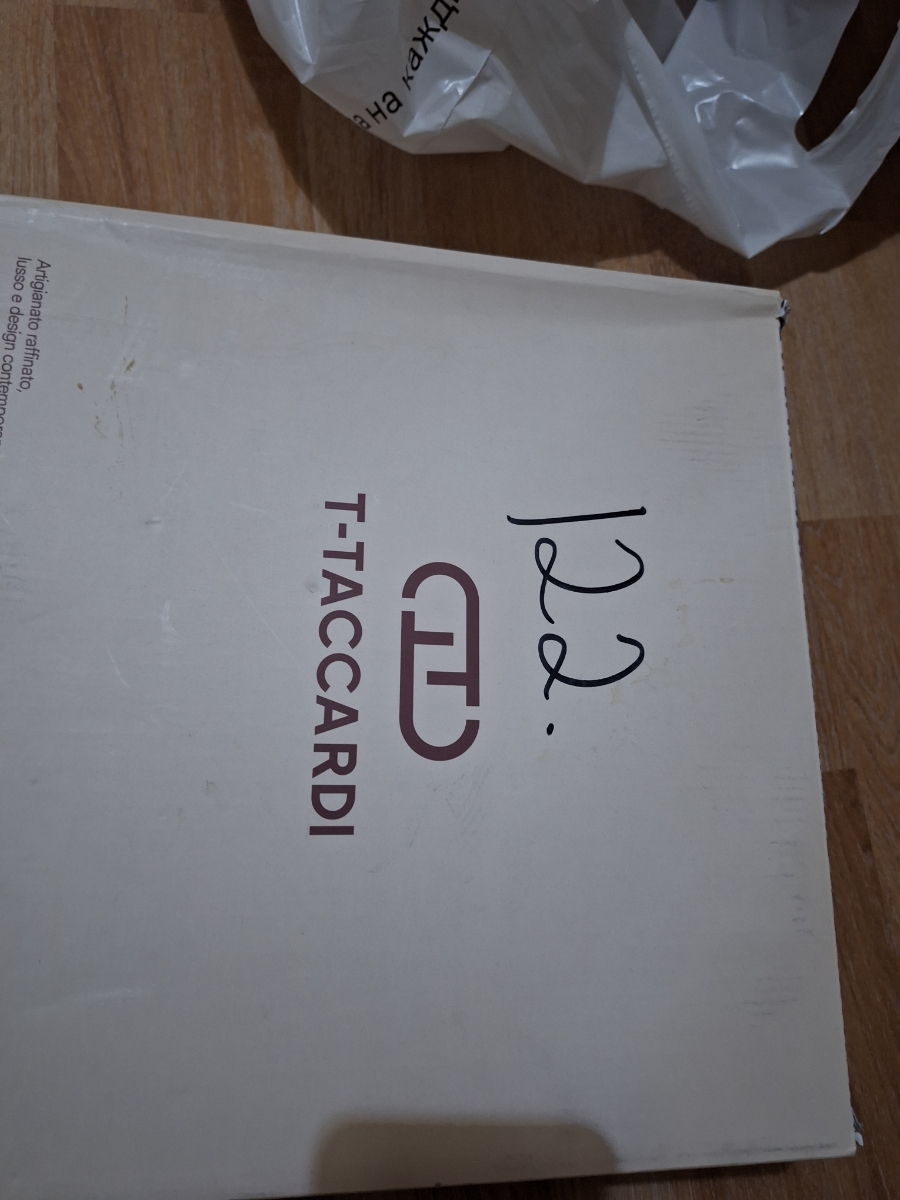 на кажд
122.
T-TACCARDI
Artigianato raffinato,
lusso e design